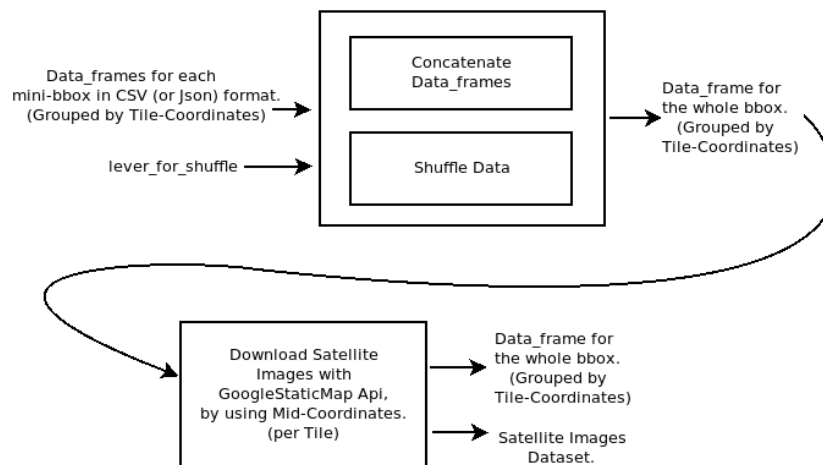 Data_frames for each
mini-bbox in CSV (or Json) format.
(Grouped by Tile-Coordinates)
lever_for_shuffle
Concatenate
Data_frames
Shuffle Data
Data_frame for
the whole bbox.
(Grouped by
Tile-Coordinates)
Download Satellite
Images with
GoogleStaticMap Api,
by using Mid-Coordinates.
(per Tile)
Data_frame for
the whole bbox.
(Grouped by
Tile-Coordinates)
Satellite Images
Dataset.